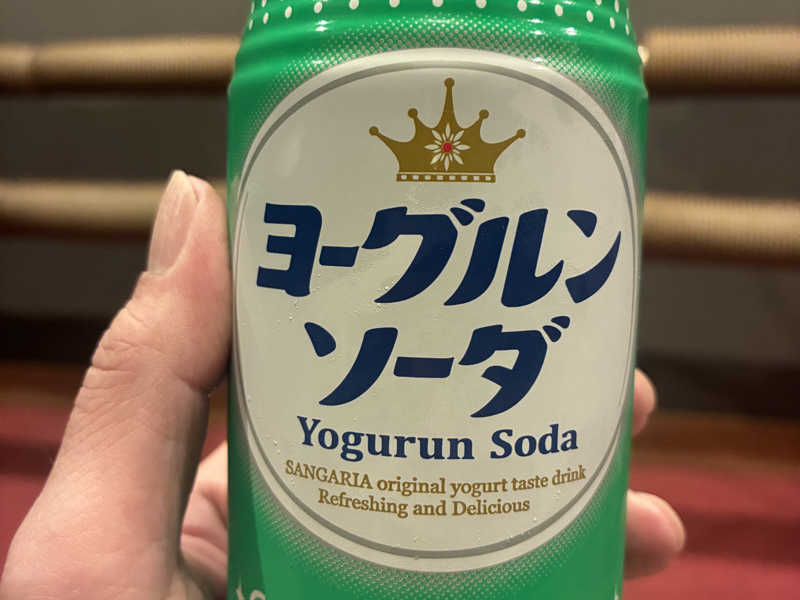 ヨーグルン
ソーダ
Yogurun Soda
SANGARIA original yogurt taste drink
Refreshing and Delicious